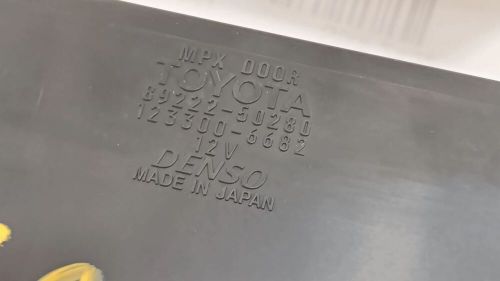 MPX DOOR
TOYOTA
89222-50280
123300-6682
12V
DENSO
MADE IN JAPAN